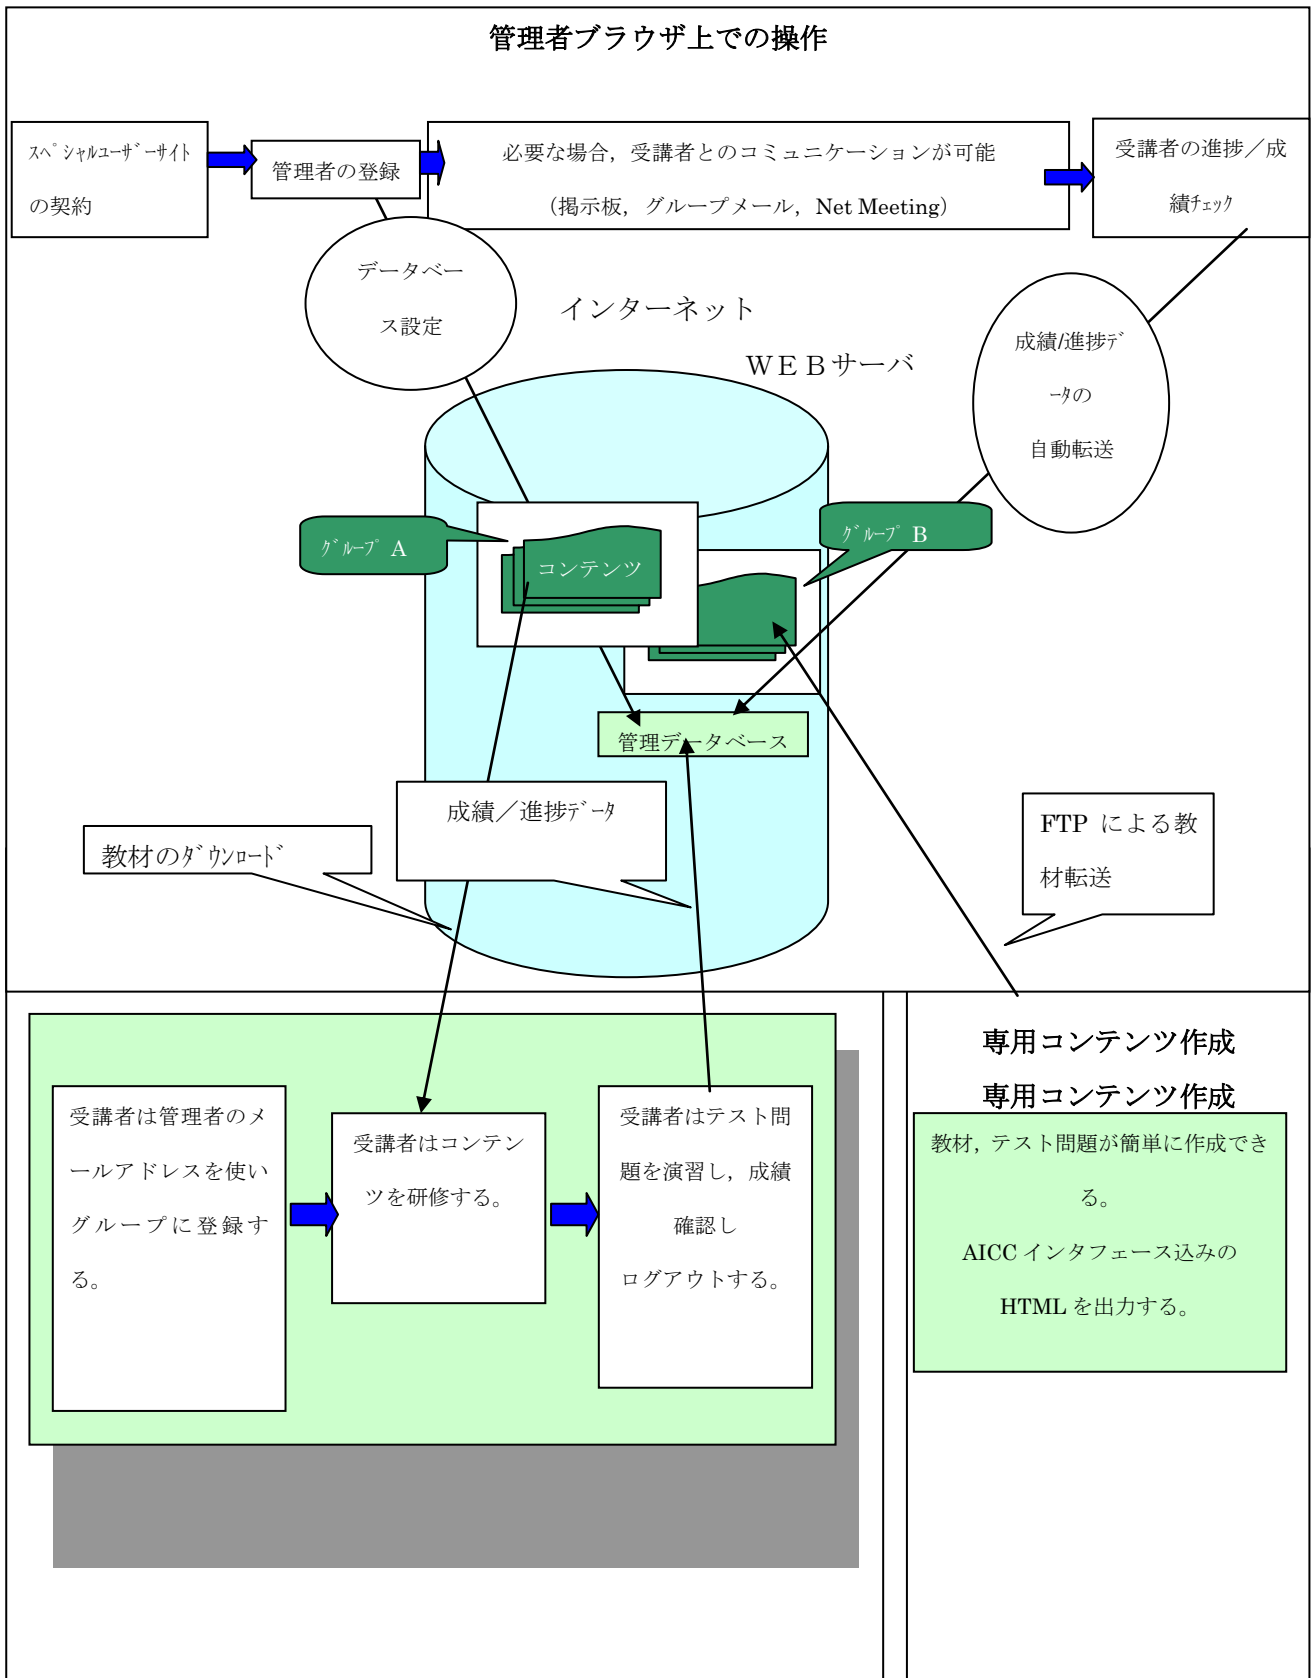 管理者ブラウザ上での操作
ｽﾍﾟｼｬﾙﾕｰｻﾞｰｻｲﾄ
の契約
管理者の登録
必要な場合，受講者とのコミュニケーションが可能
（掲示板，グループメール，Net Meeting）
受講者の進捗／成
績ﾁｪｯｸ
データベー
ス設定
インターネット
ＷＥＢサーバ
成績/進捗ﾃﾞ
ｰﾀの
自動転送
ｸﾞﾙｰﾌﾟ A
コンテンツ
ｸﾞﾙｰﾌﾟ B
管理データベース
成績／進捗ﾃﾞｰﾀ
教材のﾀﾞｳﾝﾛｰﾄﾞ
FTP による教
材転送
受講者は管理者のメ
ールアドレスを使い
グループに登録す
る。
受講者はコンテン
ツを研修する。
受講者はテスト問
題を演習し，成績
確認し
ログアウトする。
専用コンテンツ作成
専用コンテンツ作成
教材，テスト問題が簡単に作成でき
る。
AICC インタフェース込みの
HTML を出力する。